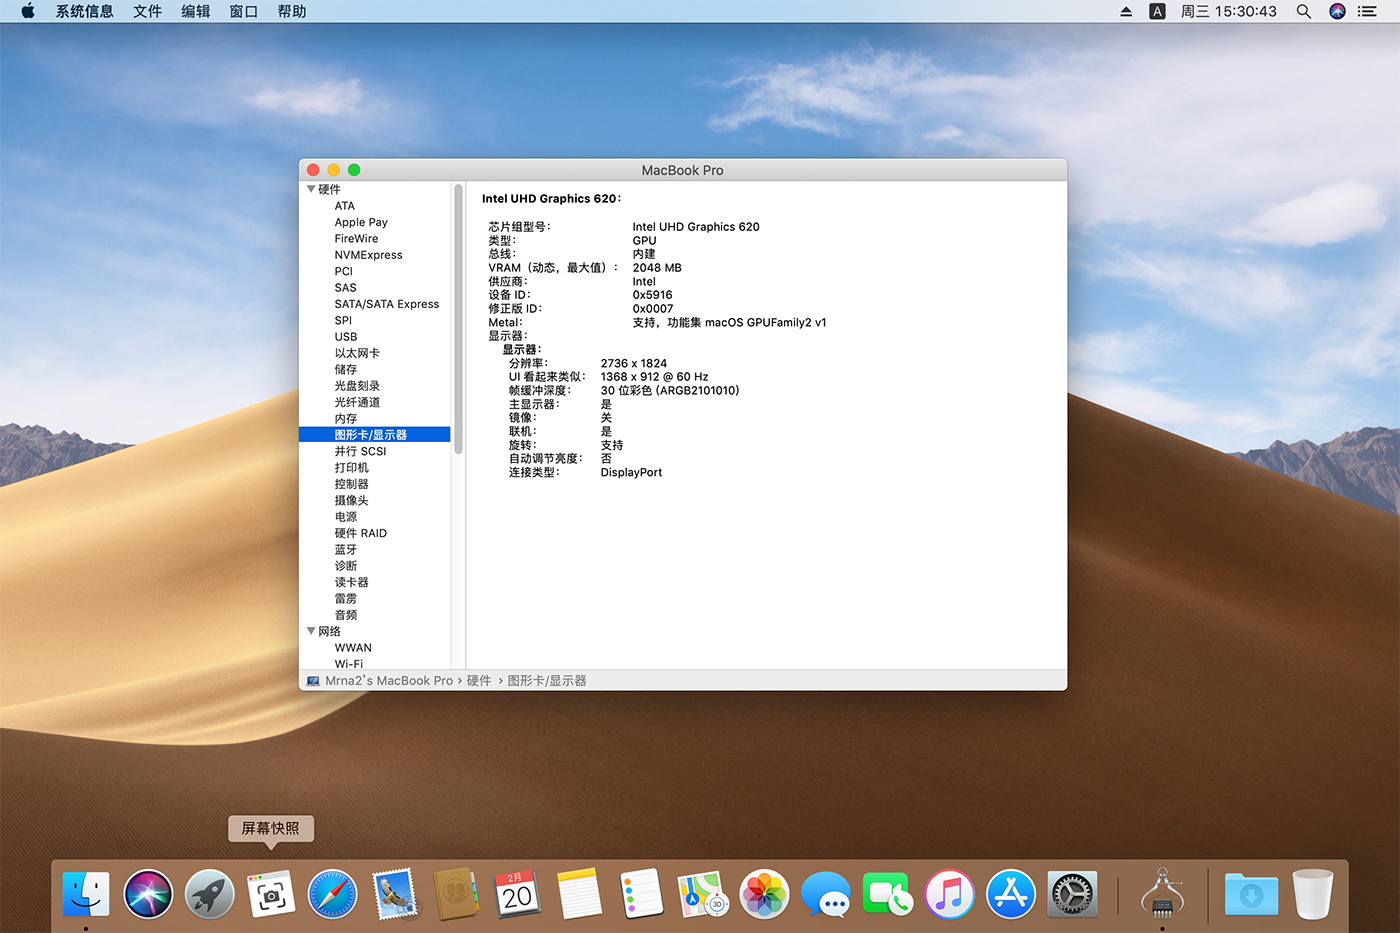 系统信息 文件 编辑 窗口 帮助 A 周三 15:30:43
MacBook Pro
硬件
ATA
Apple Pay
FireWire
NVMExpress
PCI
SAS
SATA/SATA Express
SPI
USB
以太网卡
储存
光盘刻录
光纤通道
内存
图形卡/显示器
并行 SCSI
打印机
控制器
摄像头
电源
硬件 RAID
蓝牙
诊断
读卡器
雷雳
音频
网络
WWAN
Wi-Fi
Intel UHD Graphics 620：
芯片组型号： Intel UHD Graphics 620
类型： GPU
总线： 内建
VRAM（动态，最大值）： 2048 MB
供应商： Intel
设备 ID： 0x5916
修正版 ID： 0x0007
Metal： 支持，功能集 macOS GPUFamily2 v1
显示器：
显示器：
分辨率： 2736 x 1824
UI 看起来类似： 1368 x 912 @ 60 Hz
帧缓冲深度： 30 位彩色 (ARGB2101010)
主显示器： 是
镜像： 关
联机： 是
旋转： 支持
自动调节亮度： 否
连接类型： DisplayPort
Mrna2's MacBook Pro › 硬件 › 图形卡/显示器
屏幕快照
2月
20
3D